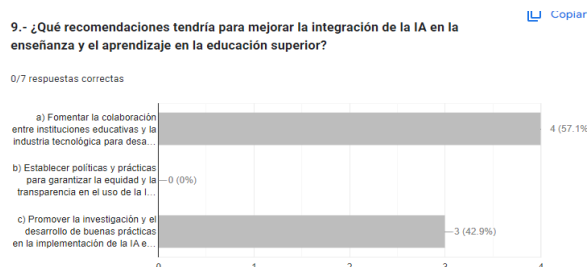 Copiar
9.- ¿Qué recomendaciones tendría para mejorar la integración de la IA en la
enseñanza y el aprendizaje en la educación superior?
0/7 respuestas correctas
a) Fomentar la colaboración
entre instituciones educativas y la
industria tecnológica para desa…
4 (57.1%
b) Establecer políticas y prácticas
para garantizar la equidad y la
transparencia en el uso de la I…
0 (0%)
c) Promover la investigación y el
desarrollo de buenas prácticas
en la implementación de la IA e…
3 (42.9%)
0 1 2 3 4